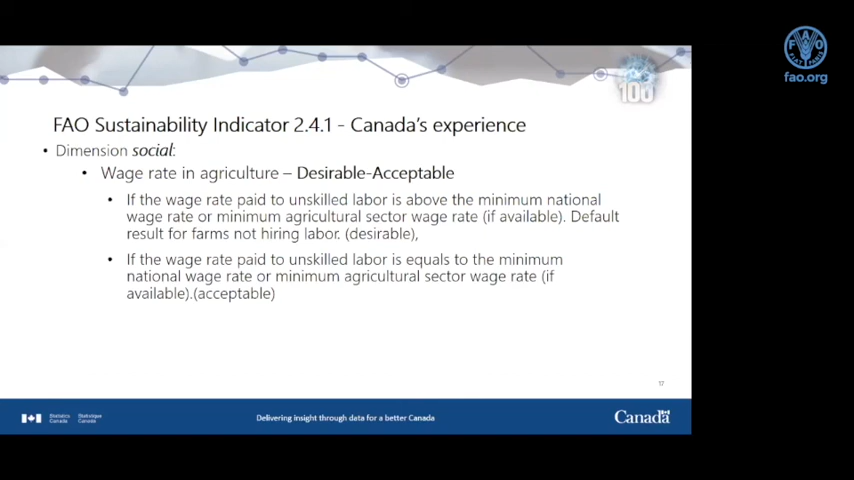 FAO
FIAT PANIS
fao.org
100
FAO Sustainability Indicator 2.4.1 - Canada's experience
• Dimension social:
• Wage rate in agriculture – Desirable-Acceptable
• If the wage rate paid to unskilled labor is above the minimum national
wage rate or minimum agricultural sector wage rate (if available). Default
result for farms not hiring labor. (desirable),
• If the wage rate paid to unskilled labor is equals to the minimum
national wage rate or minimum agricultural sector wage rate (if
available).(acceptable)
17
Statistics Statistique
Canada Canada
Delivering insight through data for a better Canada
Canada